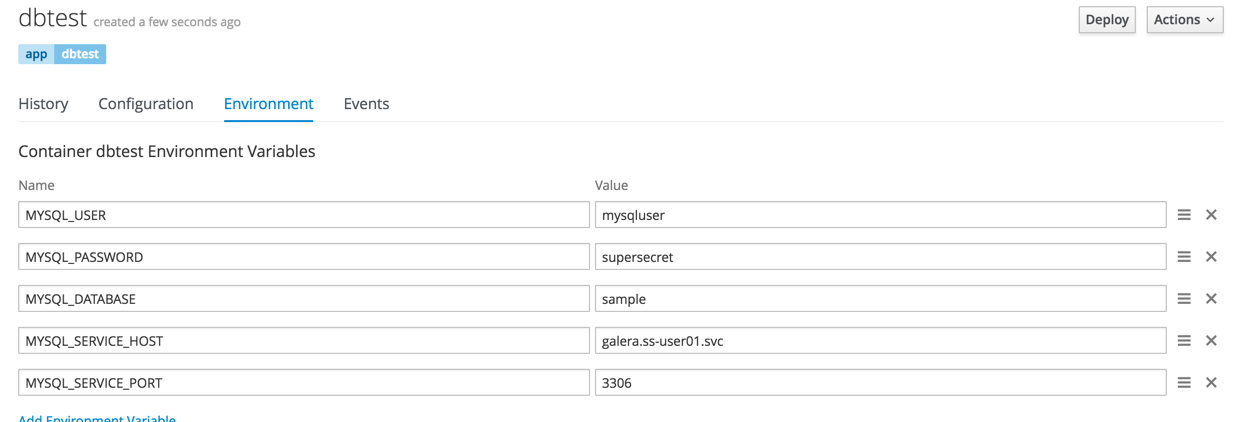 dbtest created a few seconds ago Deploy Actions
app dbtest
History Configuration Environment Events
Container dbtest Environment Variables
Name Value
MYSQL_USER mysqluser
MYSQL_PASSWORD supersecret
MYSQL_DATABASE sample
MYSQL_SERVICE_HOST galera.ss-user01.svc
MYSQL_SERVICE_PORT 3306
Add Environment Variable